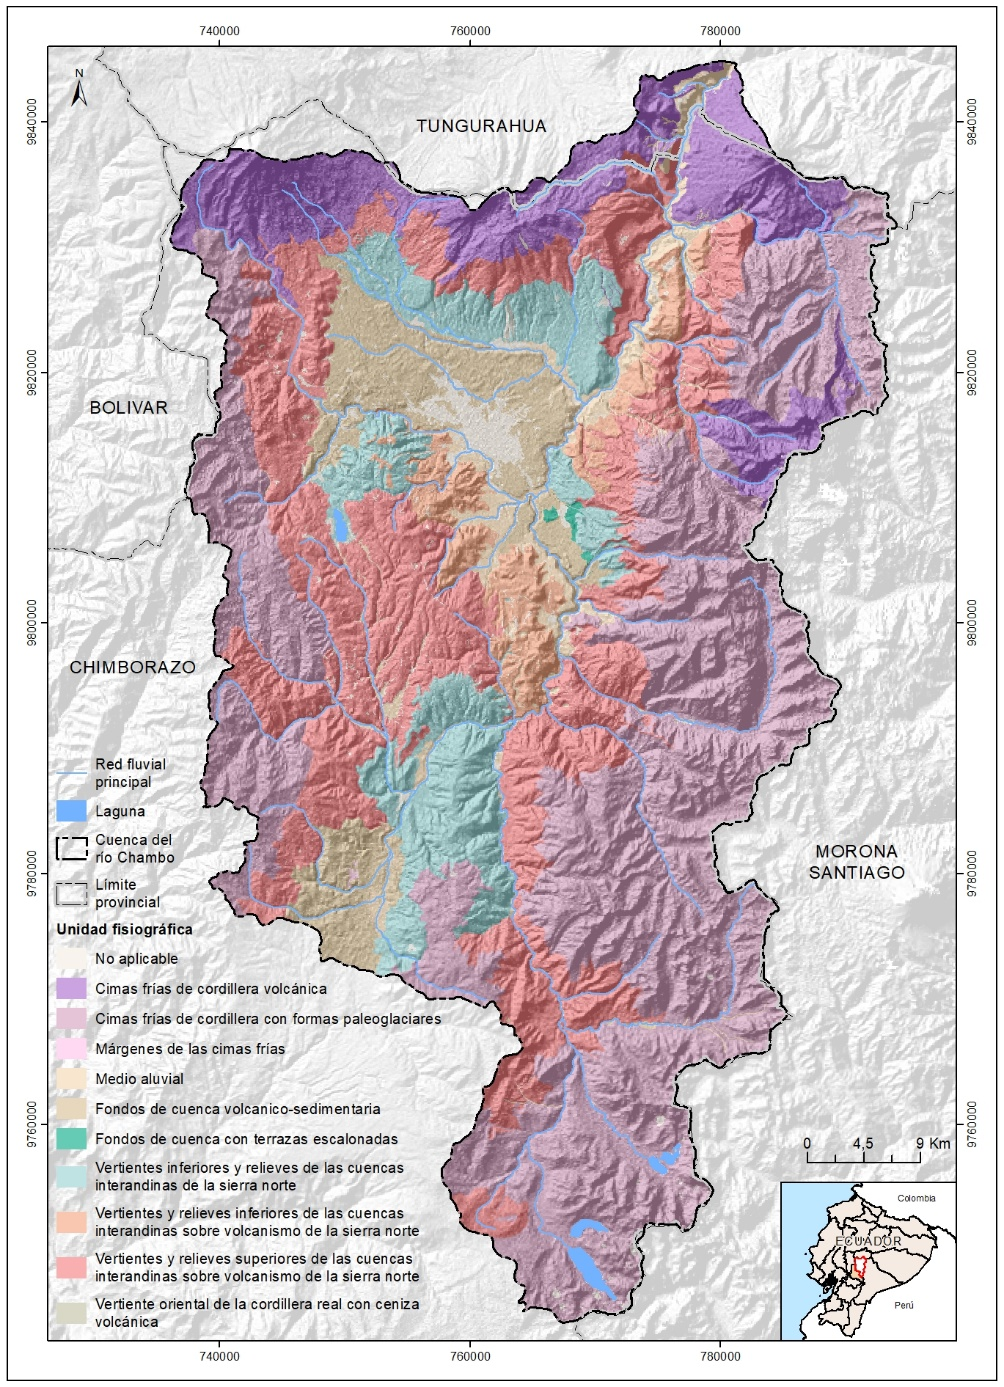 740000
760000
780000
N
TUNGURAHUA
9840000
9840000
9820000
9820000
BOLIVAR
9800000
9800000
CHIMBORAZO
Red fluvial
principal
Laguna
Cuenca del
río Chambo
Límite
provincial
MORONA
SANTIAGO
9780000
9780000
Unidad fisiográfica
No aplicable
Cimas frías de cordillera volcánica
Cimas frías de cordillera con formas paleoglaciares
Márgenes de las cimas frías
Medio aluvial
Fondos de cuenca volcanico-sedimentaria
Fondos de cuenca con terrazas escalonadas
Vertientes inferiores y relieves de las cuencas
interandinas de la sierra norte
Vertientes y relieves inferiores de las cuencas
interandinas sobre volcanismo de la sierra norte
Vertientes y relieves superiores de las cuencas
interandinas sobre volcanismo de la sierra norte
Vertiente oriental de la cordillera real con ceniza
volcánica
9760000
9760000
0 4,5 9 Km
Colombia
ECUADOR
Perú
740000
760000
780000